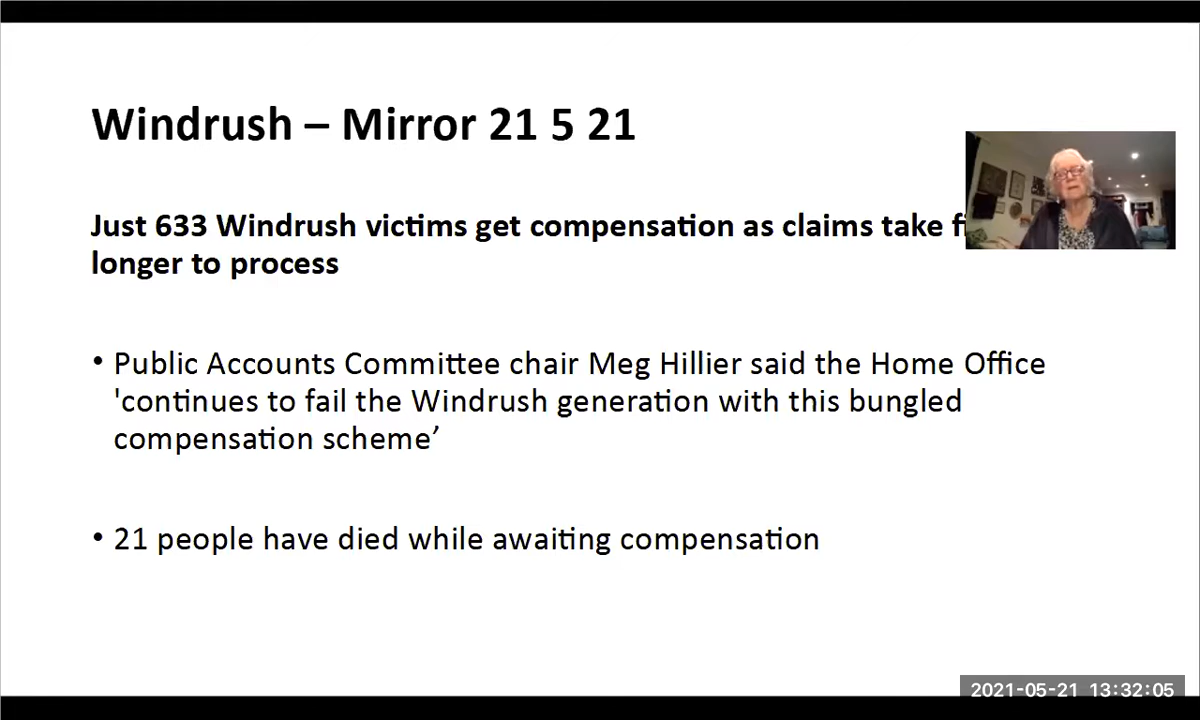 Windrush – Mirror 21 5 21
Just 633 Windrush victims get compensation as claims take
longer to process
• Public Accounts Committee chair Meg Hillier said the Home Office
'continues to fail the Windrush generation with this bungled
compensation scheme’
• 21 people have died while awaiting compensation
2021-05-21 13:32:05